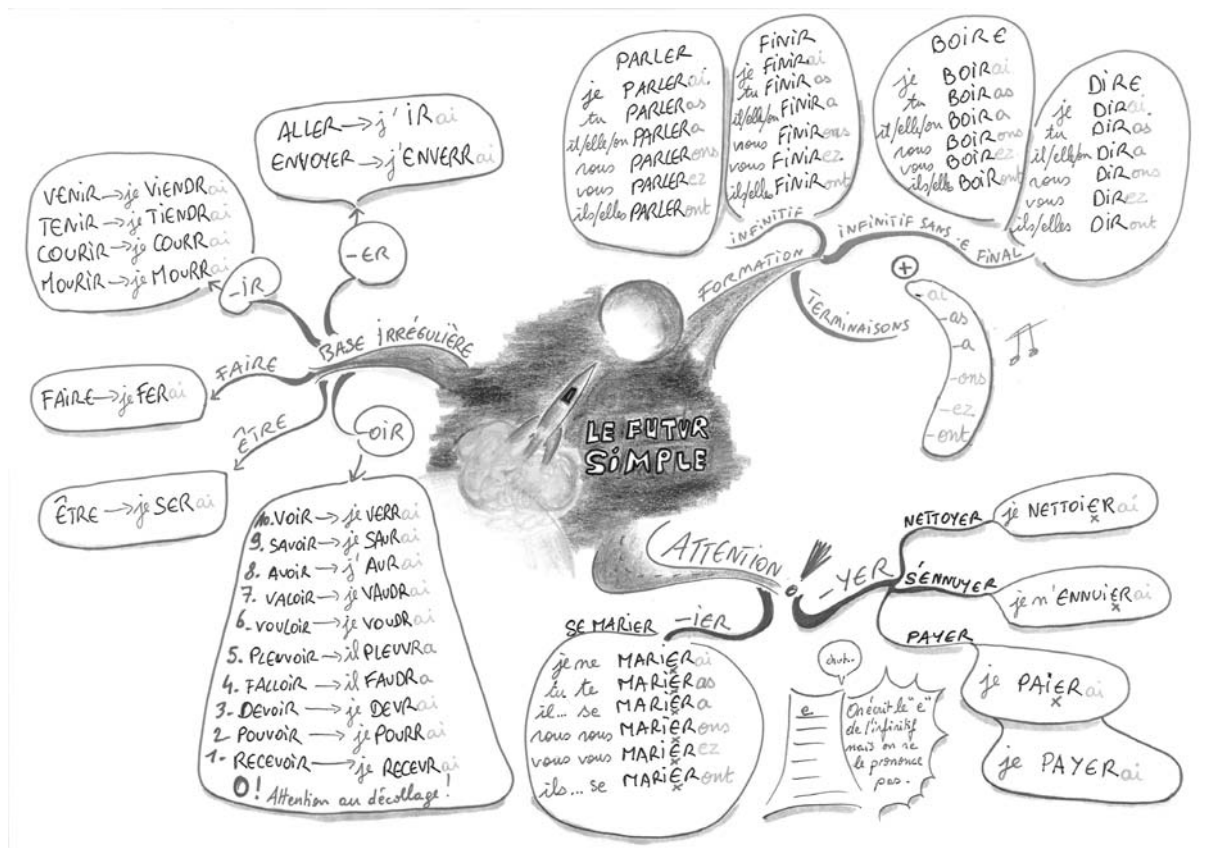 LE FUTUR
SIMPLE
FORMATION
INFINITIF
PARLER
je PARLERai
tu PARLERas
il/elle/on PARLERa
nous PARLERons
vous PARLERez
ils/elles PARLERont
FINIR
je FINIRai
tu FINIRas
il/elle/on FINIRa
nous FINIRons
vous FINIRez
ils/elles FINIRont
INFINITIF SANS -E FINAL
BOIRE
je BOIRai
tu BOIRas
il/elle/on BOIRa
nous BOIRons
vous BOIRez
ils/elles BOIRont
DIRE
je DIRai
tu DIRas
il/elle/on DIRa
nous DIRons
vous DIRez
ils/elles DIRont
TERMINAISONS
+
-ai
-as
-a
-ons
-ez
-ont
ATTENTION !
-YER
NETTOYER
je NETTOIERai
x
S'ENNUYER
je m'ENNUIERai
x
PAYER
je PAIERai
x
je PAYERai
-IER
SE MARIER
je me MARIERai
tu te MARIERas
il... se MARIERa
nous nous MARIERons
vous vous MARIERez
ils... se MARIERont
x
chut...
e
On écrit le "e"
de l'infinitif
mais on ne
le prononce
pas.
BASE IRRÉGULIÈRE
-ER
ALLER → j'IRai
ENVOYER → j'ENVERRai
-IR
VENIR → je VIENDRai
TENIR → je TIENDRai
COURIR → je COURRai
MOURIR → je MOURRai
FAIRE
FAIRE → je FERai
ÊTRE
ÊTRE → je SERai
-OIR
10. VOIR → je VERRai
9. SAVOIR → je SAURai
8. AVOIR → j'AURai
7. VALOIR → je VAUDRai
6. VOULOIR → je VOUDRai
5. PLEUVOIR → il PLEUVRa
4. FALLOIR → il FAUDRa
3- DEVOIR → je DEVRai
2 POUVOIR → je POURRai
1- RECEVOIR → je RECEVRai
0! Attention au décollage !